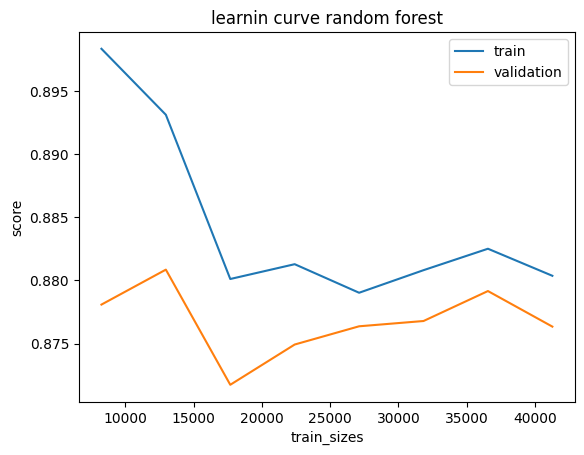 learnin curve random forest
train
validation
0.895
0.890
0.885
0.880
0.875
score
10000 15000 20000 25000 30000 35000 40000
train_sizes